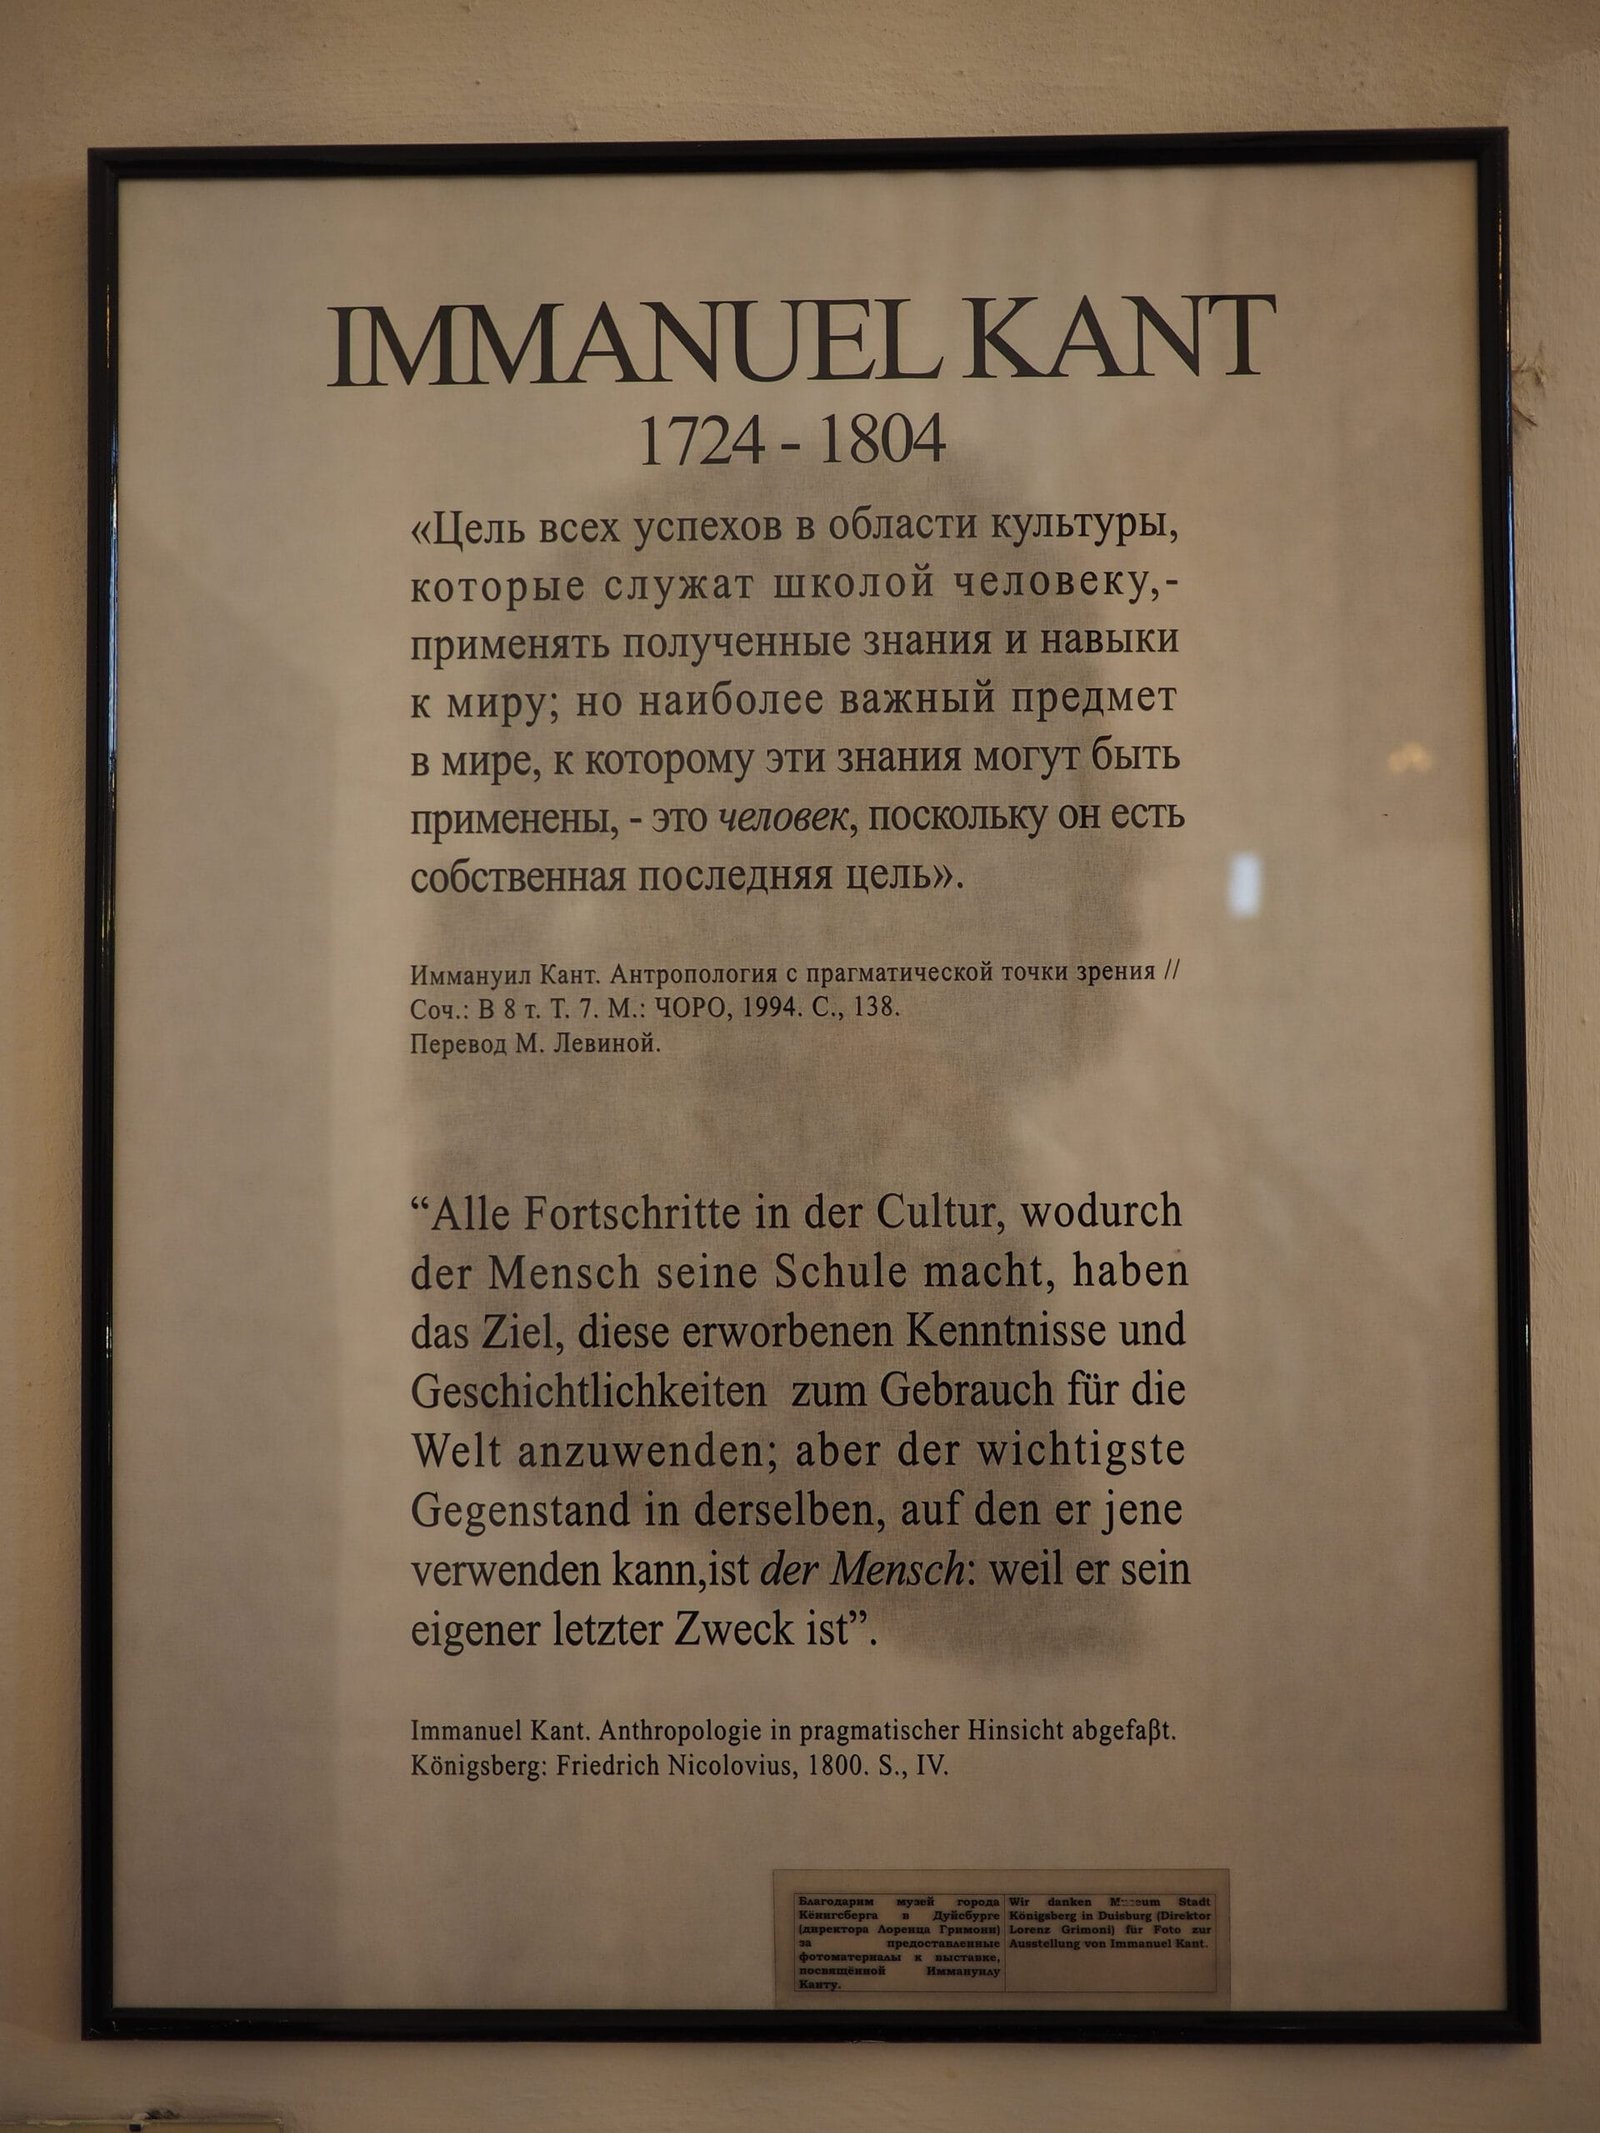 IMMANUEL KANT
1724 - 1804
«Цель всех успехов в области культуры,
которые служат школой человеку,-
применять полученные знания и навыки
к миру; но наиболее важный предмет
в мире, к которому эти знания могут быть
применены, - это человек, поскольку он есть
собственная последняя цель».
Иммануил Кант. Антропология с прагматической точки зрения //
Соч.: В 8 т. Т. 7. М.: ЧОРО, 1994. С., 138.
Перевод М. Левиной.
“Alle Fortschritte in der Cultur, wodurch
der Mensch seine Schule macht, haben
das Ziel, diese erworbenen Kenntnisse und
Geschichtlichkeiten zum Gebrauch für die
Welt anzuwenden; aber der wichtigste
Gegenstand in derselben, auf den er jene
verwenden kann,ist der Mensch: weil er sein
eigener letzter Zweck ist”.
Immanuel Kant. Anthropologie in pragmatischer Hinsicht abgefaβt.
Königsberg: Friedrich Nicolovius, 1800. S., IV.
Благодарим музей города
Кёнигсберга в Дуйсбурге
(директора Лоренца Гримони)
за предоставленные
фотоматериалы к выставке,
посвящённой Иммануилу
Канту.
Wir danken Stadt
Königsberg in Duisburg (Direktor
Lorenz Grimoni) für Foto zur
Ausstellung von Immanuel Kant.